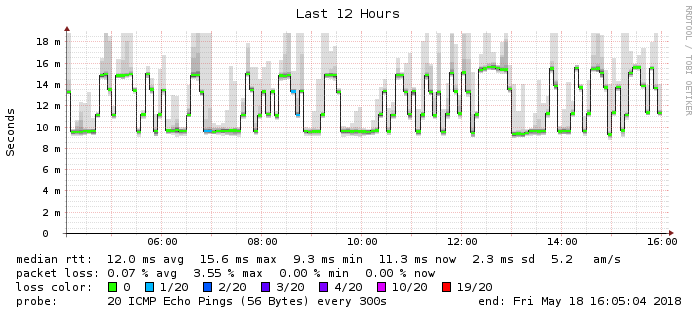 Last 12 Hours
RRDTOOL / TOBI OETIKER
Seconds
18 m
16 m
14 m
12 m
10 m
8 m
6 m
4 m
2 m
0
06:00 08:00 10:00 12:00 14:00 16:00
median rtt: 12.0 ms avg 15.6 ms max 9.3 ms min 11.3 ms now 2.3 ms sd 5.2 am/s
packet loss: 0.07 % avg 3.55 % max 0.00 % min 0.00 % now
loss color: 0 1/20 2/20 3/20 4/20 10/20 19/20
probe: 20 ICMP Echo Pings (56 Bytes) every 300s end: Fri May 18 16:05:04 2018